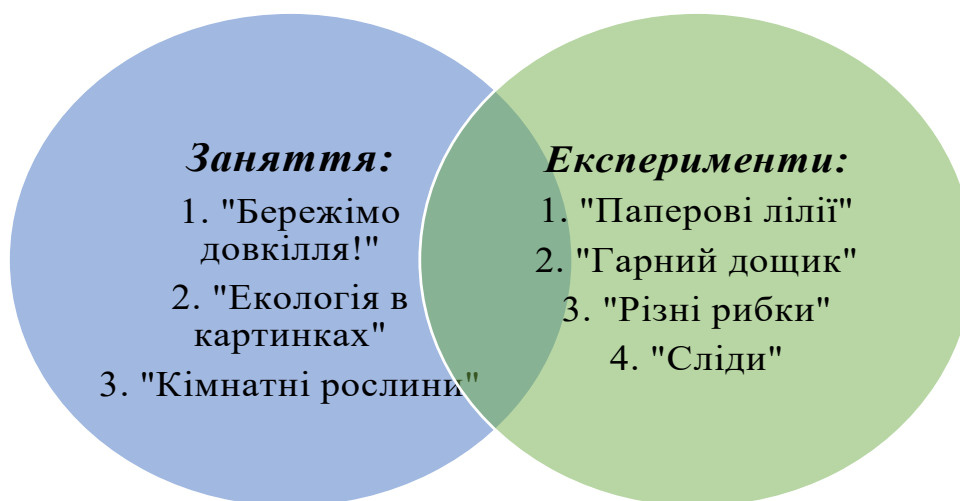 Заняття:
1. "Бережімо
довкілля!"
2. "Екологія в
картинках"
3. "Кімнатні рослини"
Експерименти:
1. "Паперові лілії"
2. "Гарний дощик"
3. "Різні рибки"
4. "Сліди"